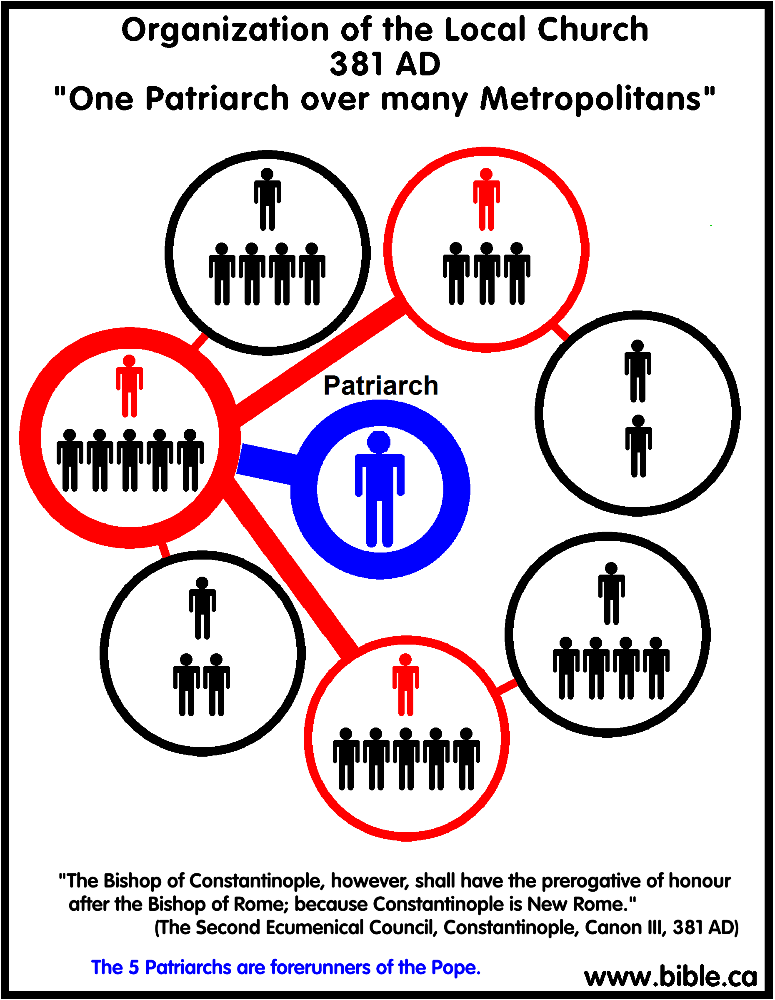 Organization of the Local Church
381 AD
"One Patriarch over many Metropolitans"
Patriarch
"The Bishop of Constantinople, however, shall have the prerogative of honour
after the Bishop of Rome; because Constantinople is New Rome."
(The Second Ecumenical Council, Constantinople, Canon III, 381 AD)
The 5 Patriarchs are forerunners of the Pope.
www.bible.ca